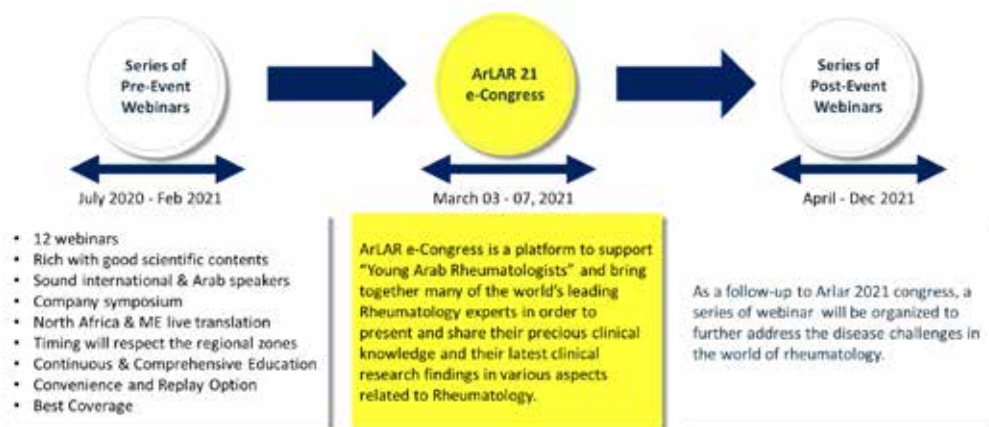 Series of
Pre-Event
Webinars
ArLAR 21
e-Congress
Series of
Post-Event
Webinars
July 2020 - Feb 2021
March 03 - 07, 2021
April - Dec 2021
• 12 webinars
• Rich with good scientific contents
• Sound international & Arab speakers
• Company symposium
• North Africa & ME live translation
• Timing will respect the regional zones
• Continuous & Comprehensive Education
• Convenience and Replay Option
• Best Coverage
ArLAR e-Congress is a platform to support
“Young Arab Rheumatologists” and bring
together many of the world's leading
Rheumatology experts in order to
present and share their precious clinical
knowledge and their latest clinical
research findings in various aspects
related to Rheumatology.
As a follow-up to Arlar 2021 congress, a
series of webinar will be organized to
further address the disease challenges in
the world of rheumatology.